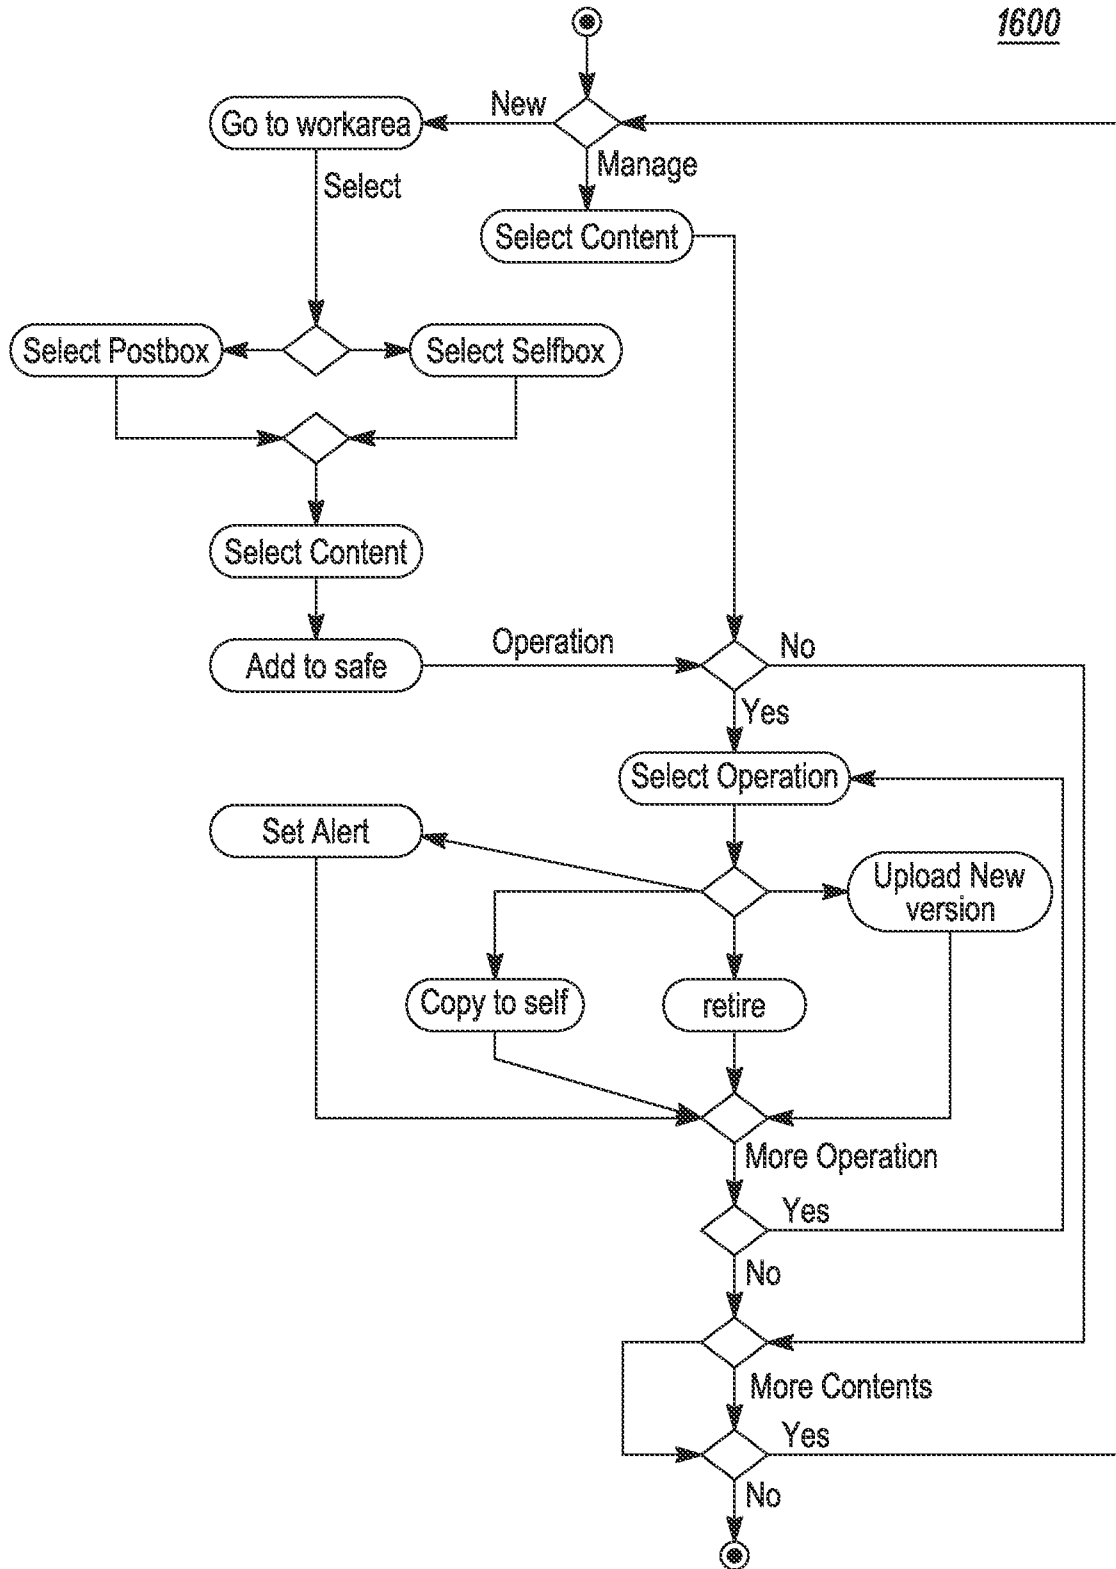 1600
New
Go to workarea
Manage
Select
Select Content
Select Postbox
Select Selfbox
Select Content
Operation
No
Add to safe
Yes
Select Operation
Set Alert
Upload New
version
Copy to self
retire
More Operation
Yes
No
More Contents
Yes
No